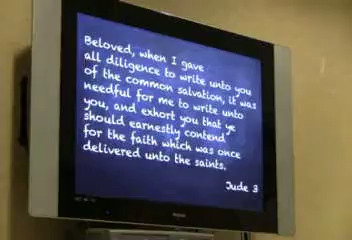 Beloved, when I gave
all diligence to write unto you
of the common salvation, it was
needful for me to write unto
you, and exhort you that ye
should earnestly contend
for the faith which was once
delivered unto the saints.
Jude 3